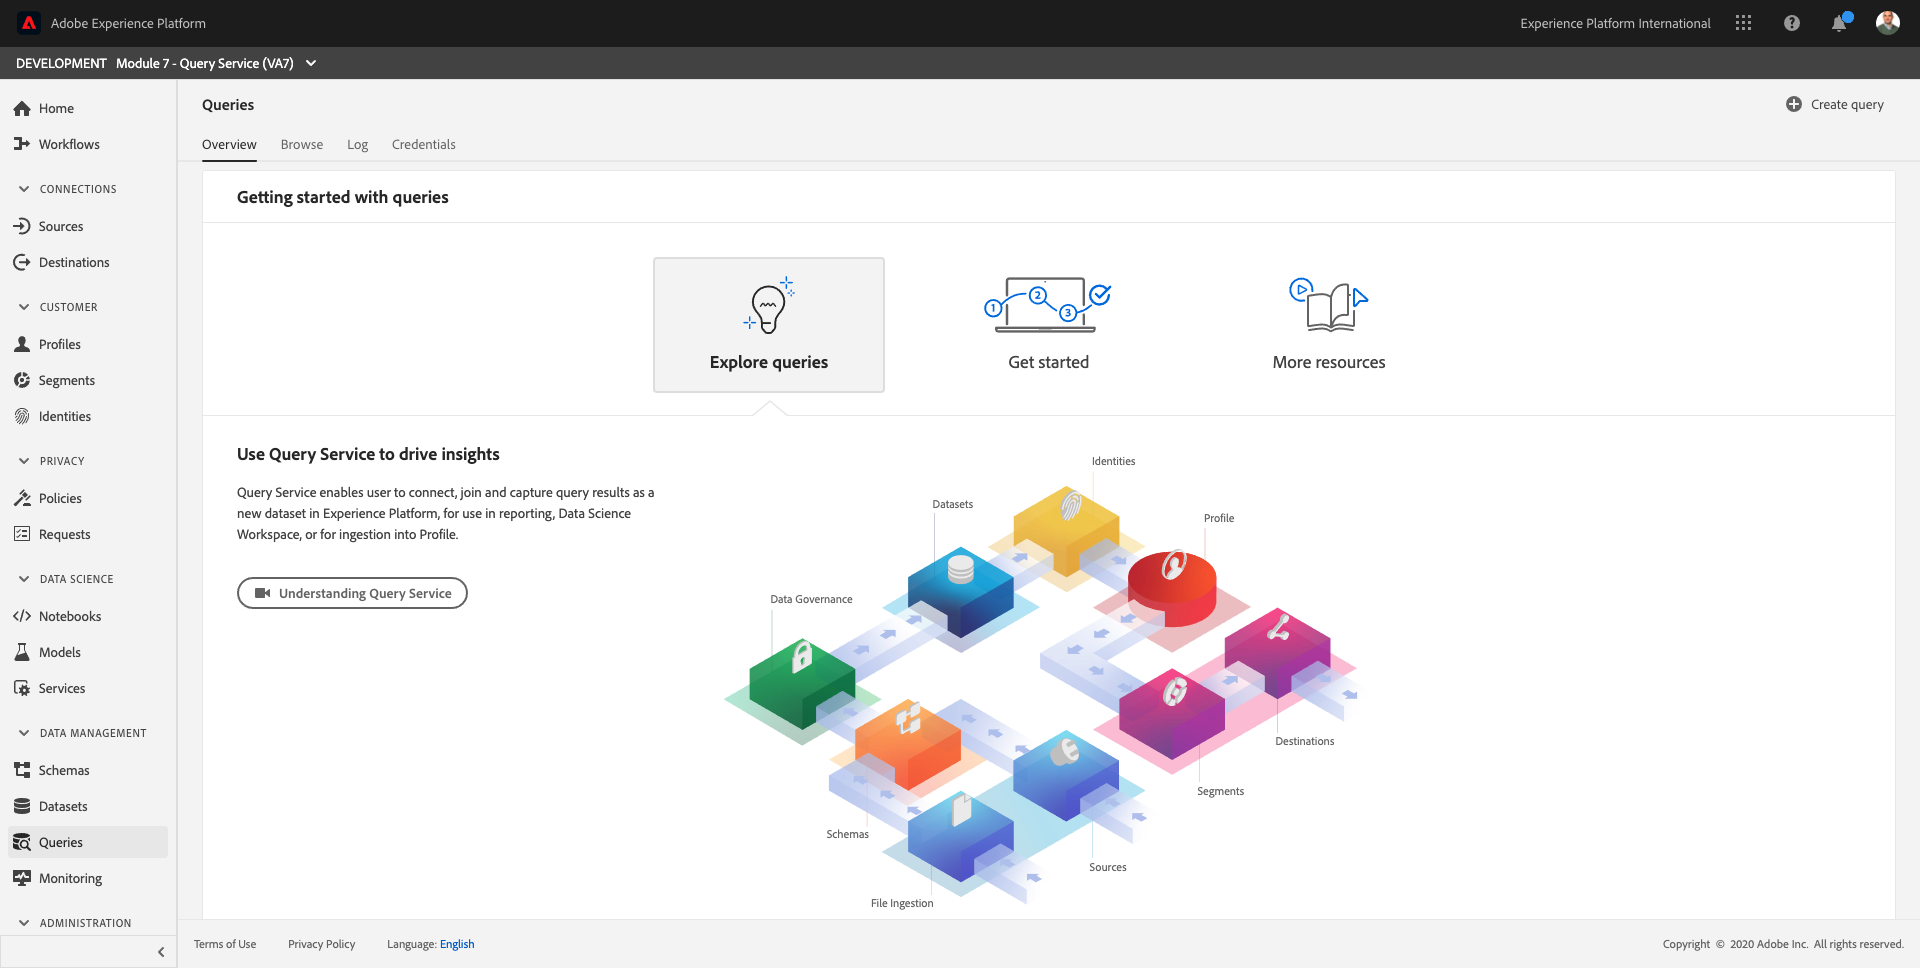 Adobe Experience Platform
Experience Platform International
DEVELOPMENT Module 7 - Query Service (VA7)
Home
Workflows
CONNECTIONS
Sources
Destinations
CUSTOMER
Profiles
Segments
Identities
PRIVACY
Policies
Requests
DATA SCIENCE
Notebooks
Models
Services
DATA MANAGEMENT
Schemas
Datasets
Queries
Monitoring
ADMINISTRATION
Queries
Create query
Overview Browse Log Credentials
Getting started with queries
1 2 3
Explore queries
Get started
More resources
Use Query Service to drive insights
Query Service enables user to connect, join and capture query results as a
new dataset in Experience Platform, for use in reporting, Data Science
Workspace, or for ingestion into Profile.
Understanding Query Service
Identities
Datasets
Profile
Data Governance
Destinations
Segments
Schemas
Sources
File Ingestion
Terms of Use Privacy Policy Language: English
Copyright © 2020 Adobe Inc. All rights reserved.